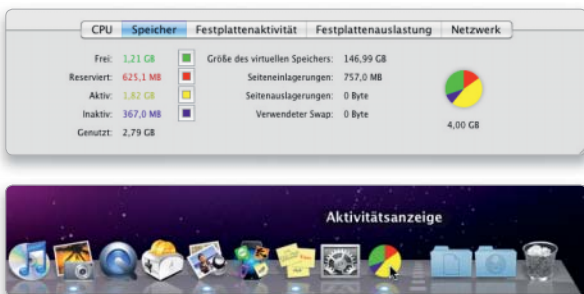 CPU Speicher Festplattenaktivität Festplattenauslastung Netzwerk
Frei: 1,21 GB Größe des virtuellen Speichers: 146,99 GB
Reserviert: 625,1 MB Seiteneinlagerungen: 757,0 MB
Aktiv: 1,82 GB Seitenauslagerungen: 0 Byte
Inaktiv: 367,0 MB Verwendeter Swap: 0 Byte
Genutzt: 2,79 GB
4,00 GB
Aktivitätsanzeige